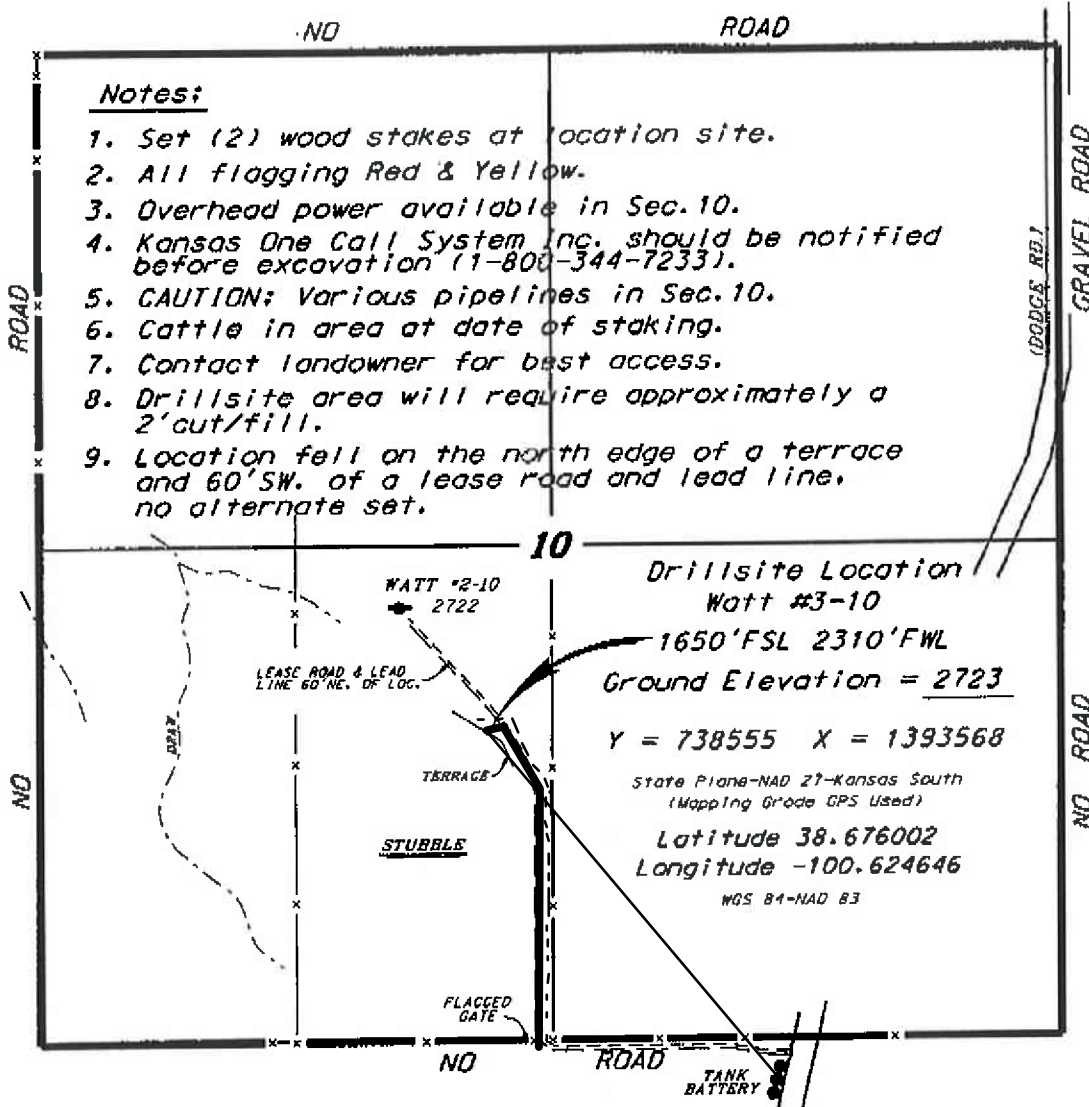 NO ROAD
Notes:
1. Set (2) wood stakes at location site.
2. All flagging Red & Yellow.
3. Overhead power available in Sec.10.
4. Kansas One Call System Inc. should be notified
before excavation (1-800-344-7233).
5. CAUTION: Various pipelines in Sec.10.
6. Cattle in area at date of staking.
7. Contact landowner for best access.
8. Drillsite area will require approximately a
2'cut/fill.
9. Location fell on the north edge of a terrace
and 60'SW. of a lease road and lead line.
no alternate set.
ROAD
NO
GRAVEL ROAD
(DODGE RD.)
NO ROAD
10
WATT #2-10
2722
LEASE ROAD & LEAD
LINE 60'NE. OF LOC.
Drillsite Location
Watt #3-10
1650'FSL 2310'FWL
Ground Elevation = 2723
Y = 738555 X = 1393568
State Plane-NAD 27-Kansas South
(Mapping Grade GPS Used)
Latitude 38.676002
Longitude -100.624646
WGS 84-NAD 83
DRAW
TERRACE
STUBBLE
FLAGGED
GATE
NO ROAD
TANK
BATTERY